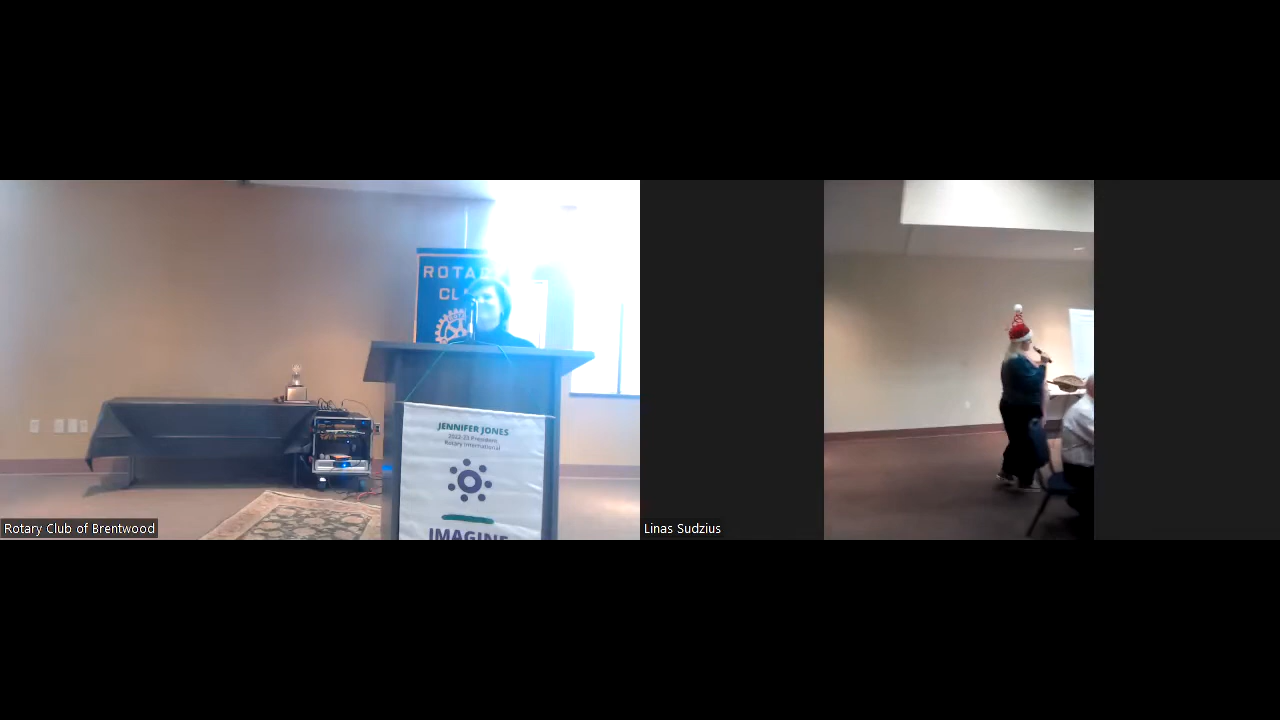 ROTA
CL
JENNIFER JONES
2022-23 President
Rotary International
IMAGINE
Rotary Club of Brentwood
Linas Sudzius